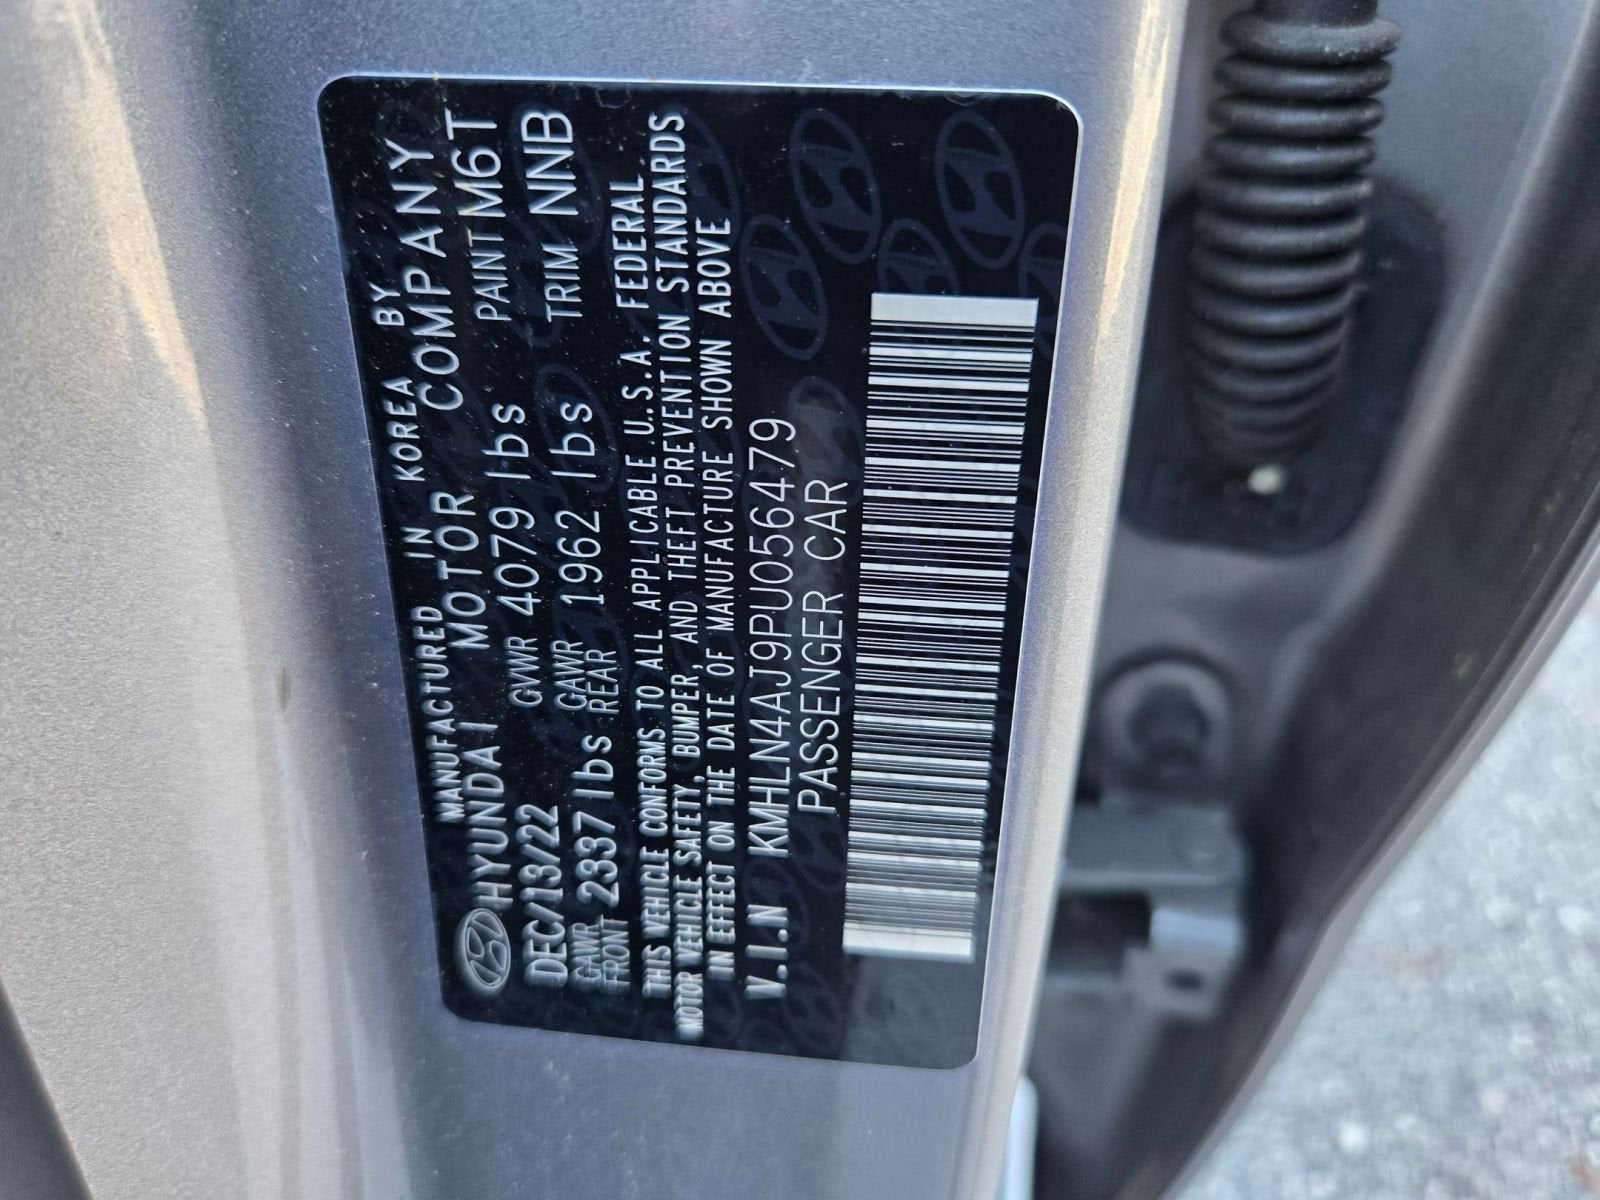 MANUFACTURED IN KOREA BY
HYUNDAI MOTOR COMPANY
DEC/13/22 GVWR 4079 lbs PAINT M6T
GAWR FRONT 2337 lbs GAWR REAR 1962 lbs TRIM NNB
THIS VEHICLE CONFORMS TO ALL APPLICABLE U.S.A. FEDERAL
MOTOR VEHICLE SAFETY, BUMPER, AND THEFT PREVENTION STANDARDS
IN EFFECT ON THE DATE OF MANUFACTURE SHOWN ABOVE
V.I.N KMHLN4AJ9PU056479
PASSENGER CAR